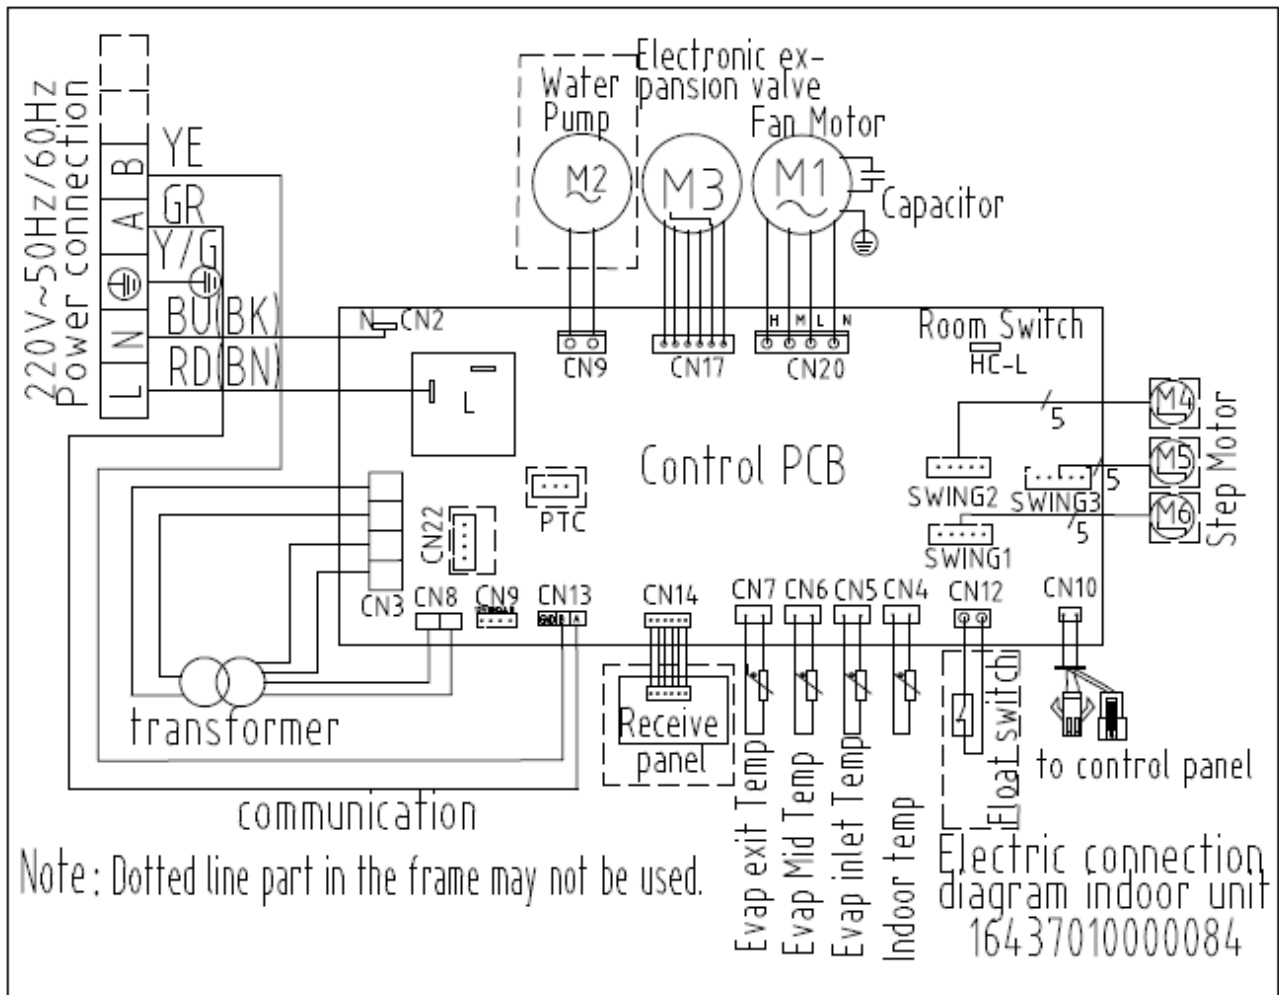 220V~50Hz/60Hz
Power connection
B
A
N
L
YE
GR
Y/G
BU(BK)
RD(BN)
Water
Pump
M2
Electronic ex-
pansion valve
M3
Fan Motor
M1
Capacitor
N CN2
L
CN9
CN17
H M L N
CN20
Room Switch
HC-L
Control PCB
M4
5
M5
5
M6
5
Step Motor
SWING2
SWING3
SWING1
PTC
CN22
CN3
CN8
CN9
CN13
GND B A
CN14
CN7
CN6
CN5
CN4
CN12
CN10
transformer
Receive
panel
communication
Evap exit Temp
Evap Mid Temp
Evap inlet Temp
Indoor temp
Float switch
to control panel
Note: Dotted line part in the frame may not be used.
Electric connection
diagram indoor unit
16437010000084